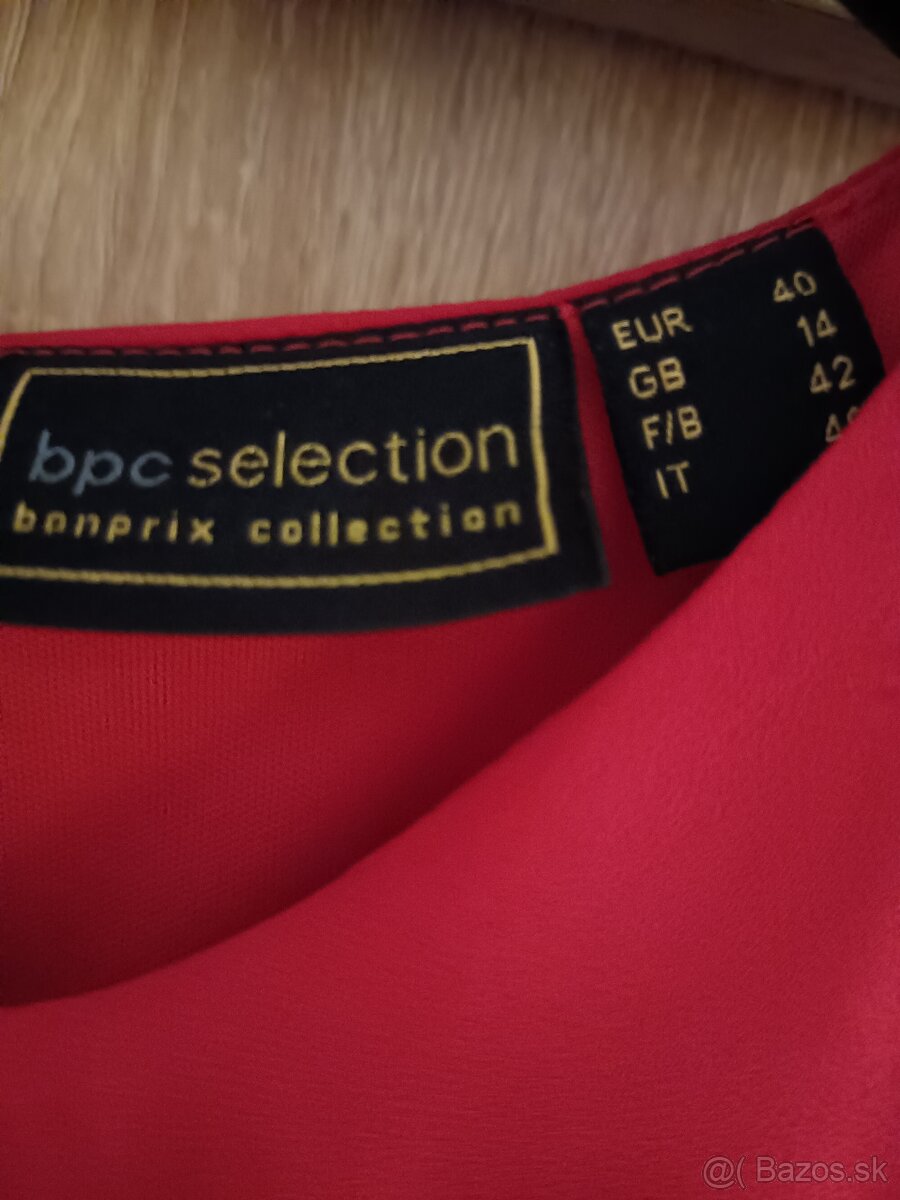 bpc selection
bonprix collection
EUR 40
GB 14
F/B 42
IT
@( Bazos.sk